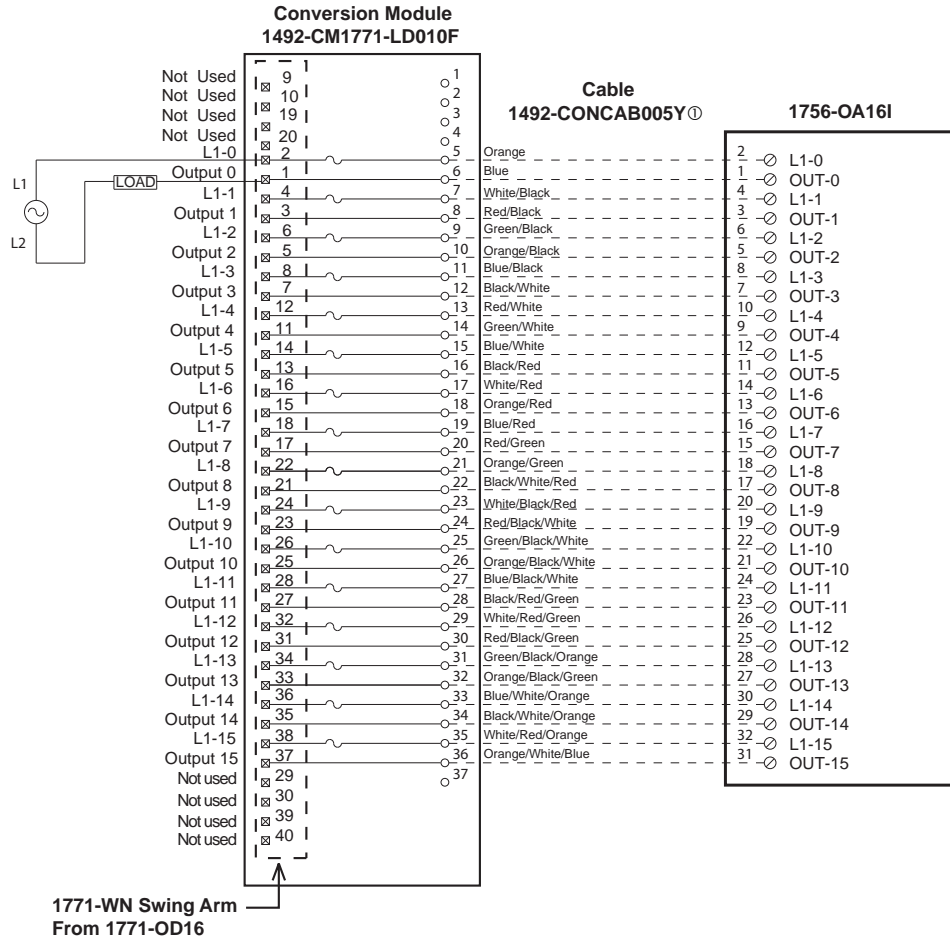 Conversion Module
1492-CM1771-LD010F
Cable
1492-CONCAB005Y①
1756-OA16I
Not Used 9 1
Not Used 10 2
Not Used 19 3
Not Used 20 4
L1-0 2 5 Orange 2 L1-0
Output 0 1 6 Blue 1 OUT-0
L1-1 4 7 White/Black 4 L1-1
Output 1 3 8 Red/Black 3 OUT-1
L1-2 6 9 Green/Black 6 L1-2
Output 2 5 10 Orange/Black 5 OUT-2
L1-3 8 11 Blue/Black 8 L1-3
Output 3 7 12 Black/White 7 OUT-3
L1-4 12 13 Red/White 10 L1-4
Output 4 11 14 Green/White 9 OUT-4
L1-5 14 15 Blue/White 12 L1-5
Output 5 13 16 Black/Red 11 OUT-5
L1-6 16 17 White/Red 14 L1-6
Output 6 15 18 Orange/Red 13 OUT-6
L1-7 18 19 Blue/Red 16 L1-7
Output 7 17 20 Red/Green 15 OUT-7
L1-8 22 21 Orange/Green 18 L1-8
Output 8 21 22 Black/White/Red 17 OUT-8
L1-9 24 23 White/Black/Red 20 L1-9
Output 9 23 24 Red/Black/White 19 OUT-9
L1-10 26 25 Green/Black/White 22 L1-10
Output 10 25 26 Orange/Black/White 21 OUT-10
L1-11 28 27 Blue/Black/White 24 L1-11
Output 11 27 28 Black/Red/Green 23 OUT-11
L1-12 32 29 White/Red/Green 26 L1-12
Output 12 31 30 Red/Black/Green 25 OUT-12
L1-13 34 31 Green/Black/Orange 28 L1-13
Output 13 33 32 Orange/Black/Green 27 OUT-13
L1-14 36 33 Blue/White/Orange 30 L1-14
Output 14 35 34 Black/White/Orange 29 OUT-14
L1-15 38 35 White/Red/Orange 32 L1-15
Output 15 37 36 Orange/White/Blue 31 OUT-15
Not used 29 37
Not used 30
Not used 39
Not used 40
L1
LOAD
L2
1771-WN Swing Arm
From 1771-OD16